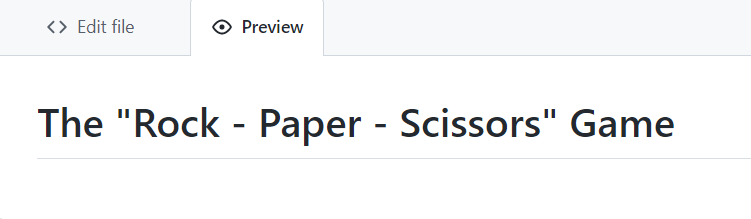 Edit file Preview
The "Rock - Paper - Scissors" Game